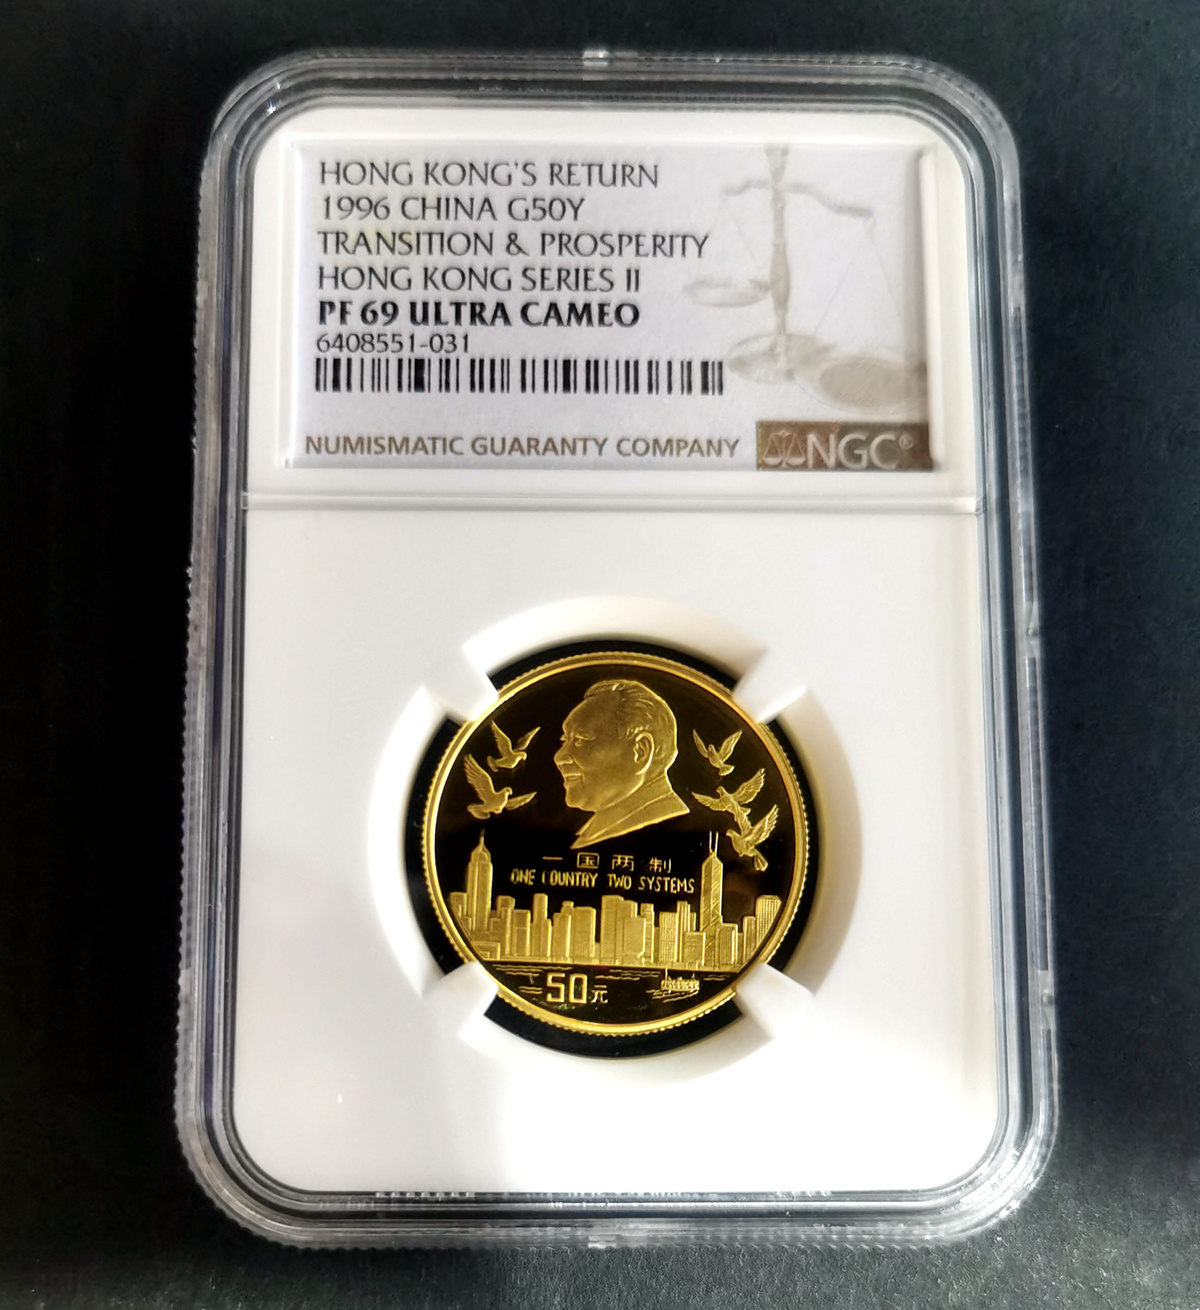 HONG KONG'S RETURN
1996 CHINA G50Y
TRANSITION & PROSPERITY
HONG KONG SERIES II
PF 69 ULTRA CAMEO
6408551-031
NUMISMATIC GUARANTY COMPANY
NGC®
一国两制
ONE COUNTRY TWO SYSTEMS
50元